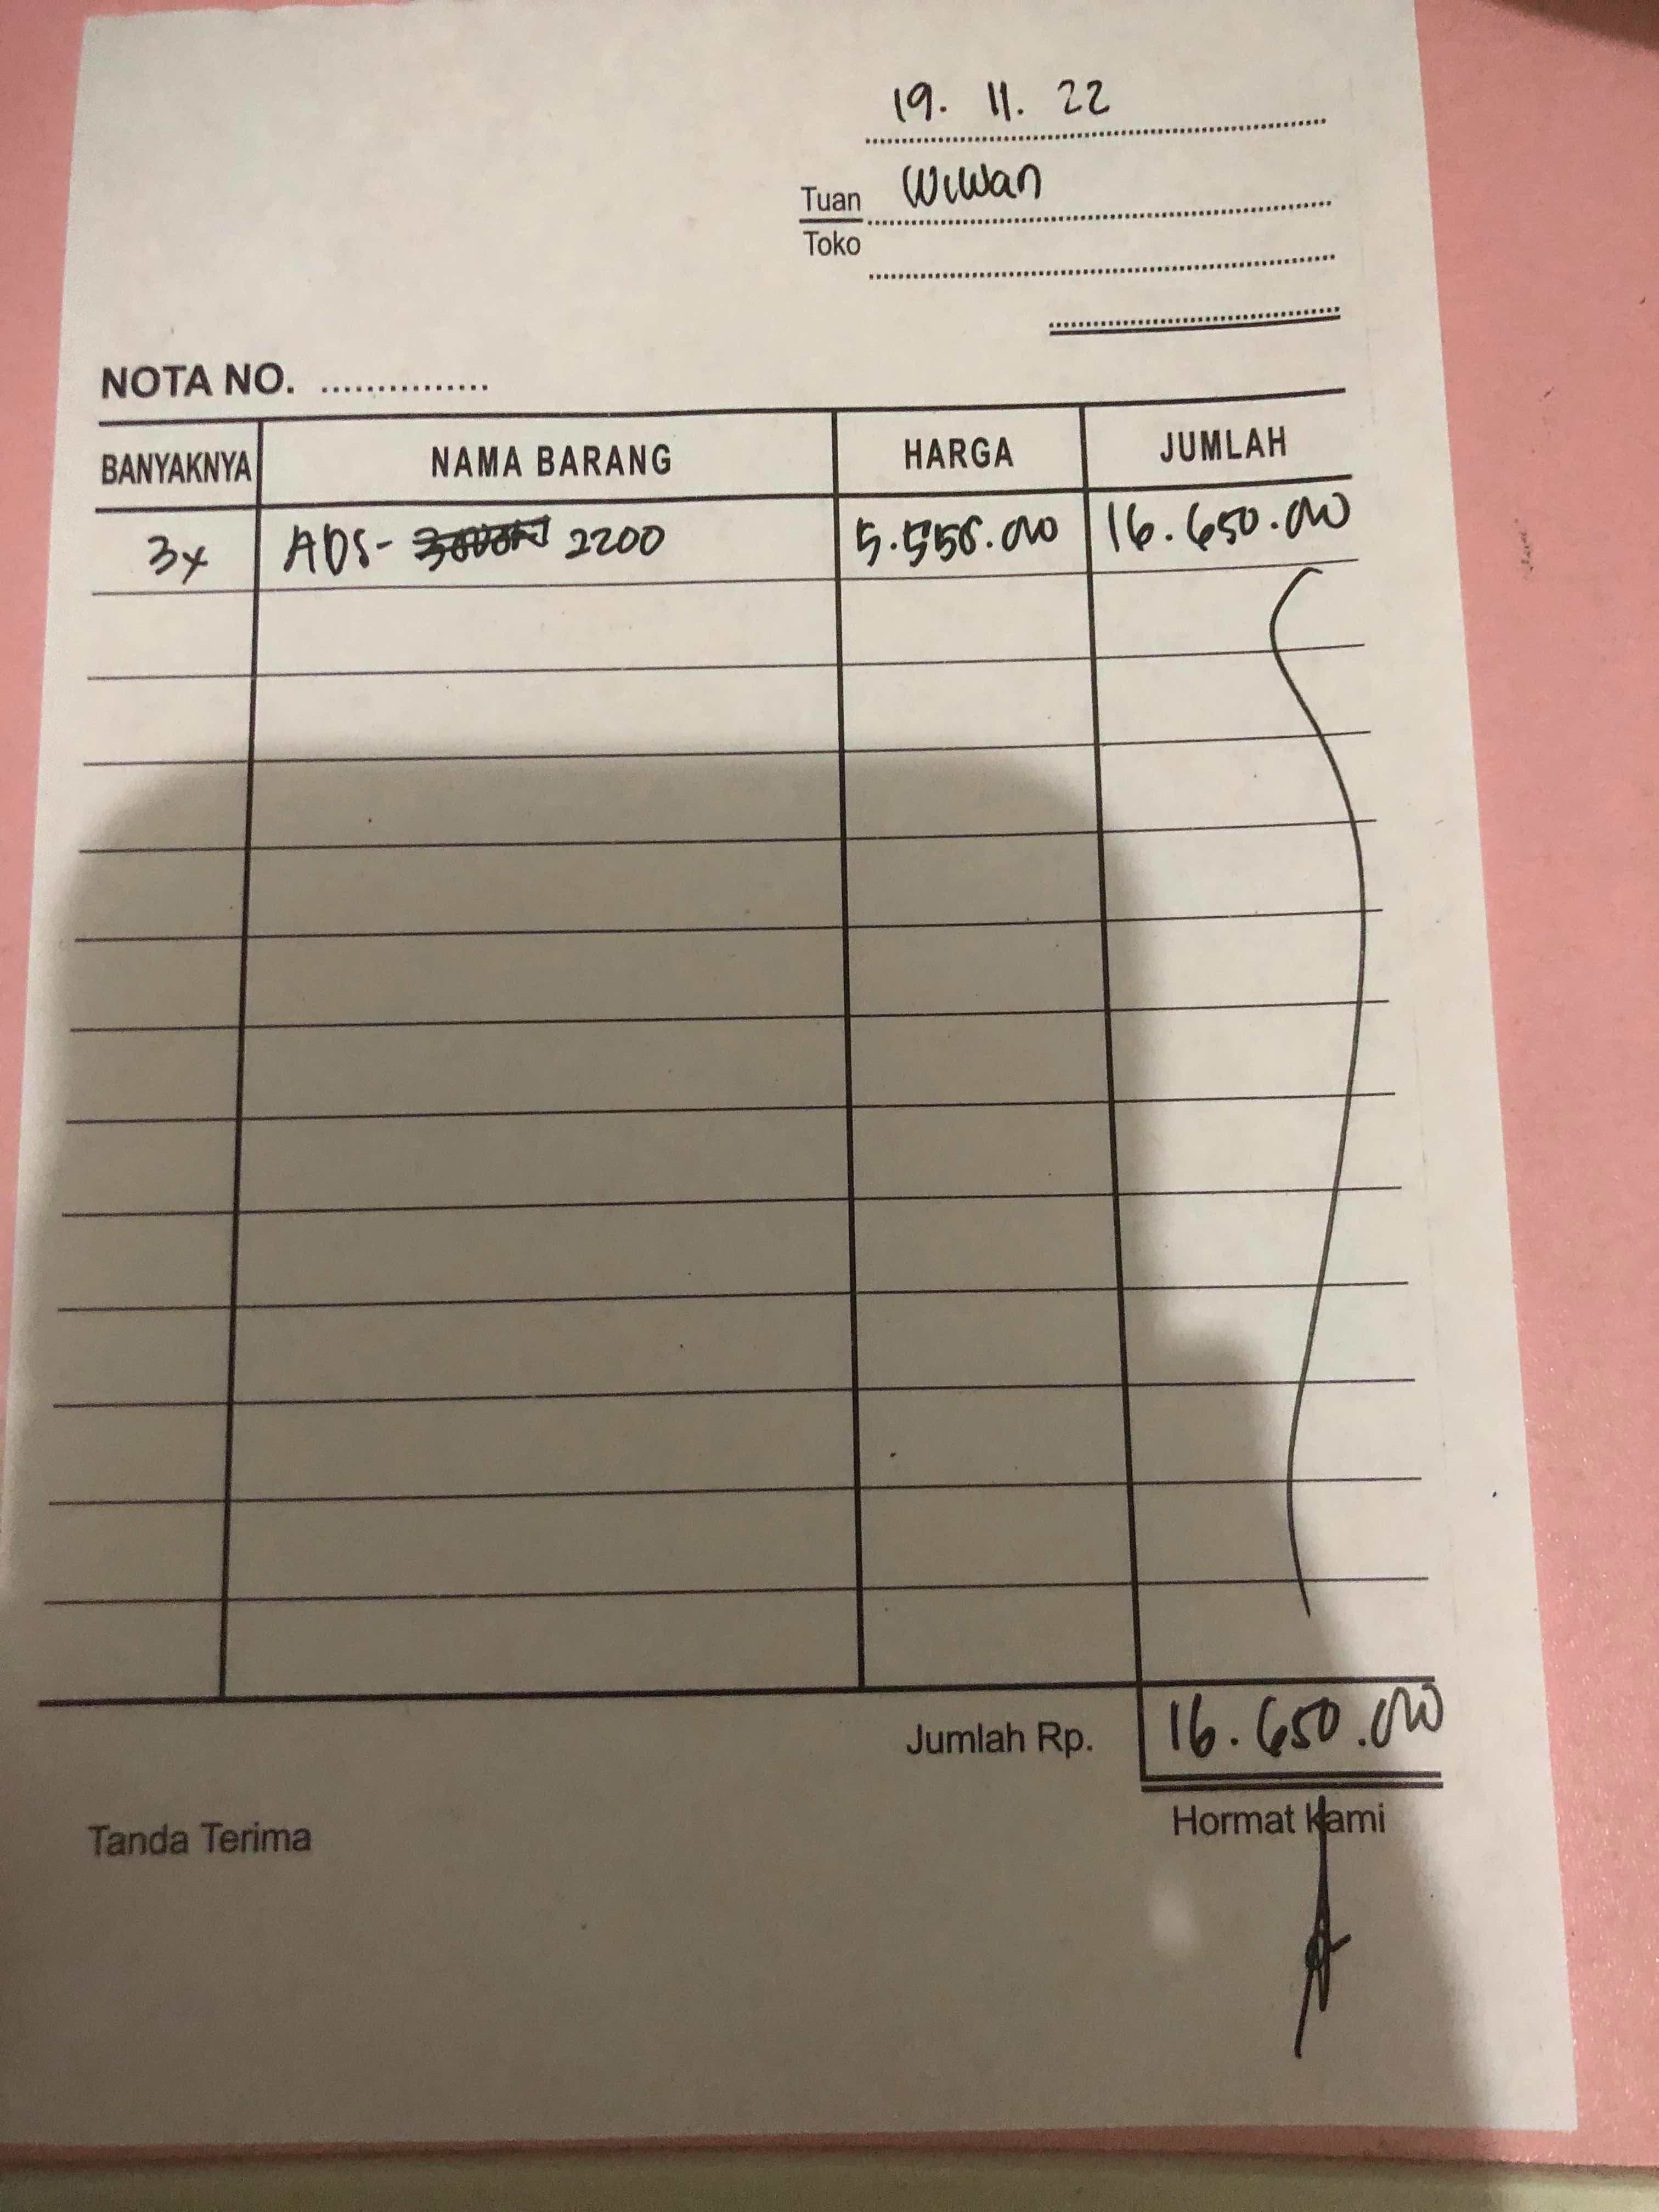 19. 11. 22
Tuan Wiwan
Toko
NOTA NO. ...............
BANYAKNYA NAMA BARANG HARGA JUMLAH
3x ADS- 2200 5.550.000 16.650.000
Jumlah Rp. 16.650.000
Tanda Terima Hormat Kami